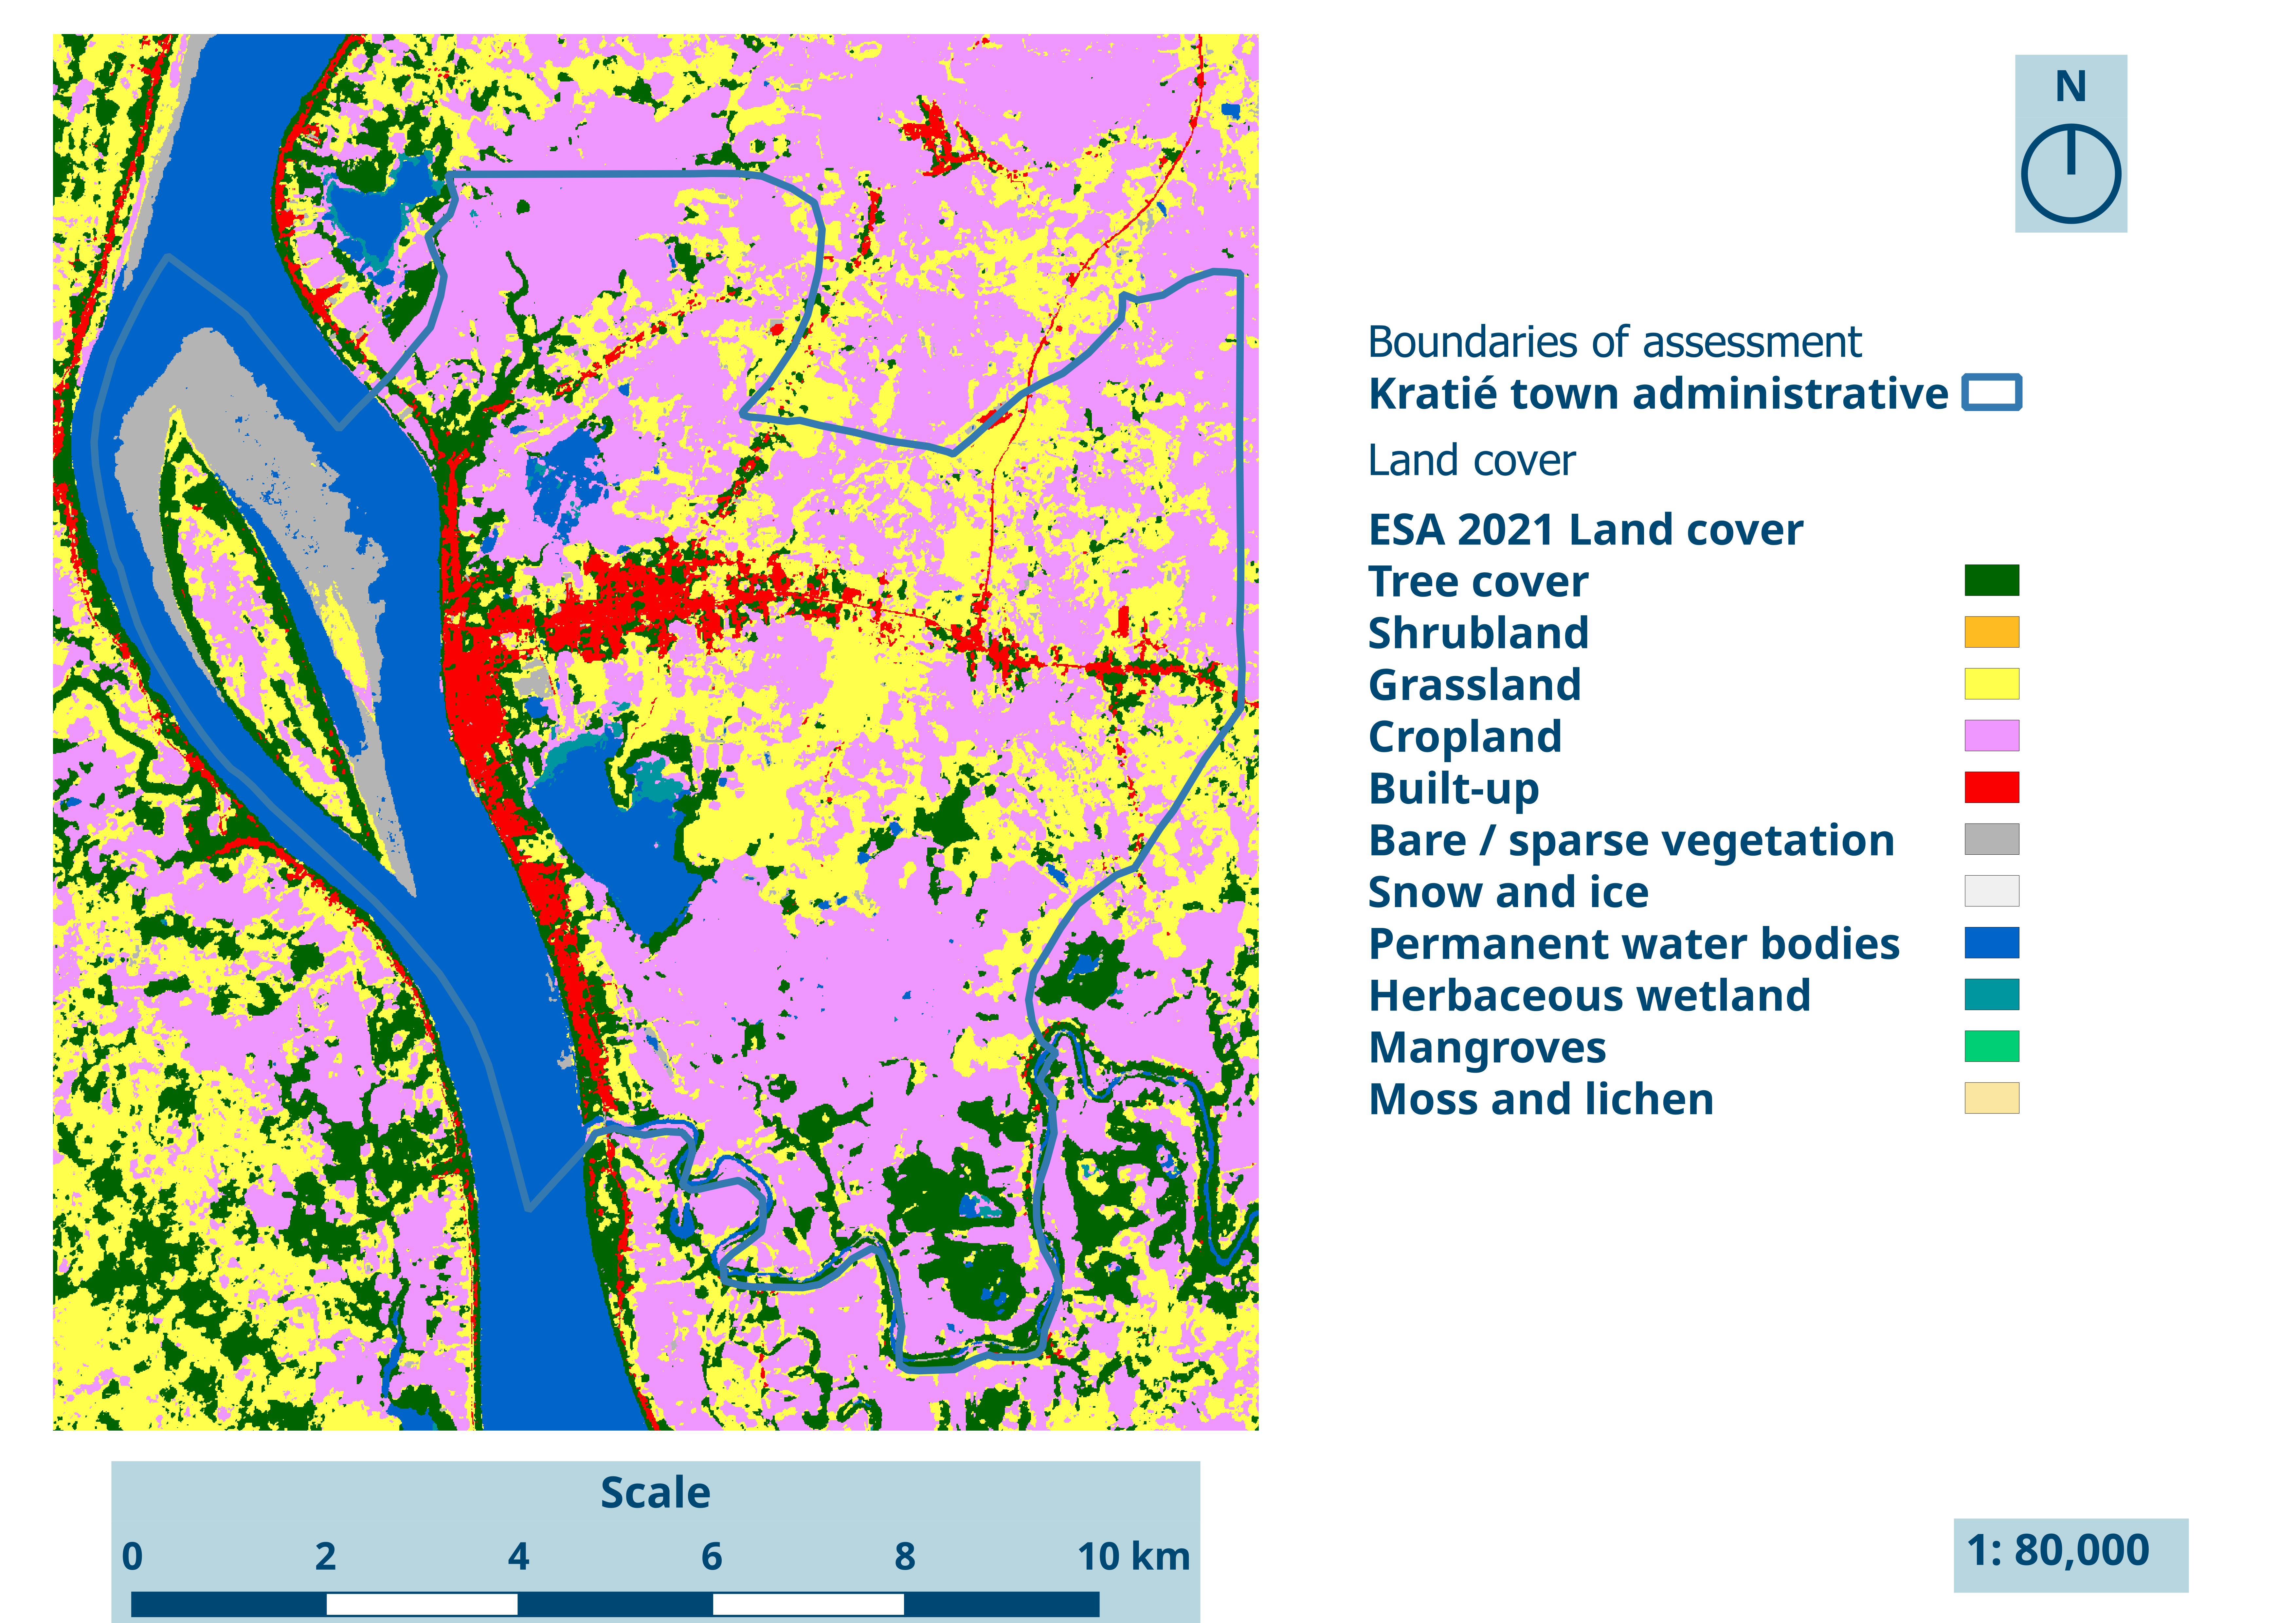 N
Boundaries of assessment
Kratié town administrative
Land cover
ESA 2021 Land cover
Tree cover
Shrubland
Grassland
Cropland
Built-up
Bare / sparse vegetation
Snow and ice
Permanent water bodies
Herbaceous wetland
Mangroves
Moss and lichen
Scale
0 2 4 6 8 10 km
1: 80,000